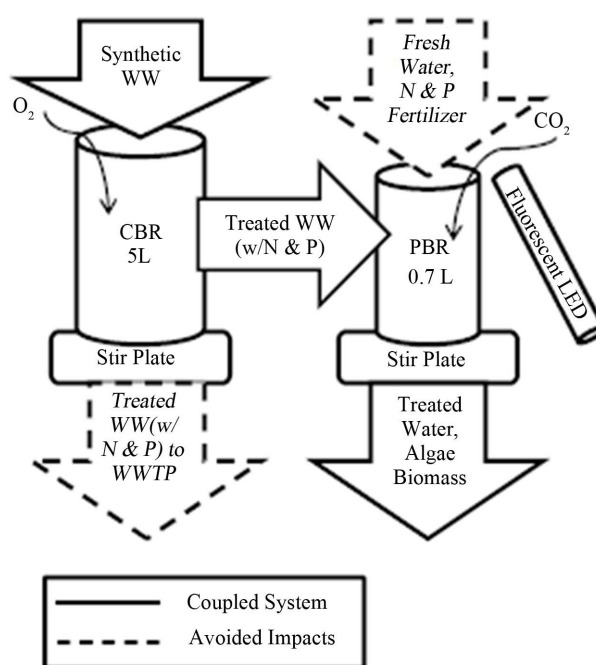 Synthetic
WW
O2
Fresh
Water,
N & P
Fertilizer
CO2
CBR
5L
Treated WW
(w/N & P)
PBR
0.7 L
Fluorescent LED
Stir Plate
Stir Plate
Treated
WW(w/
N & P) to
WWTP
Treated
Water,
Algae
Biomass
Coupled System
Avoided Impacts